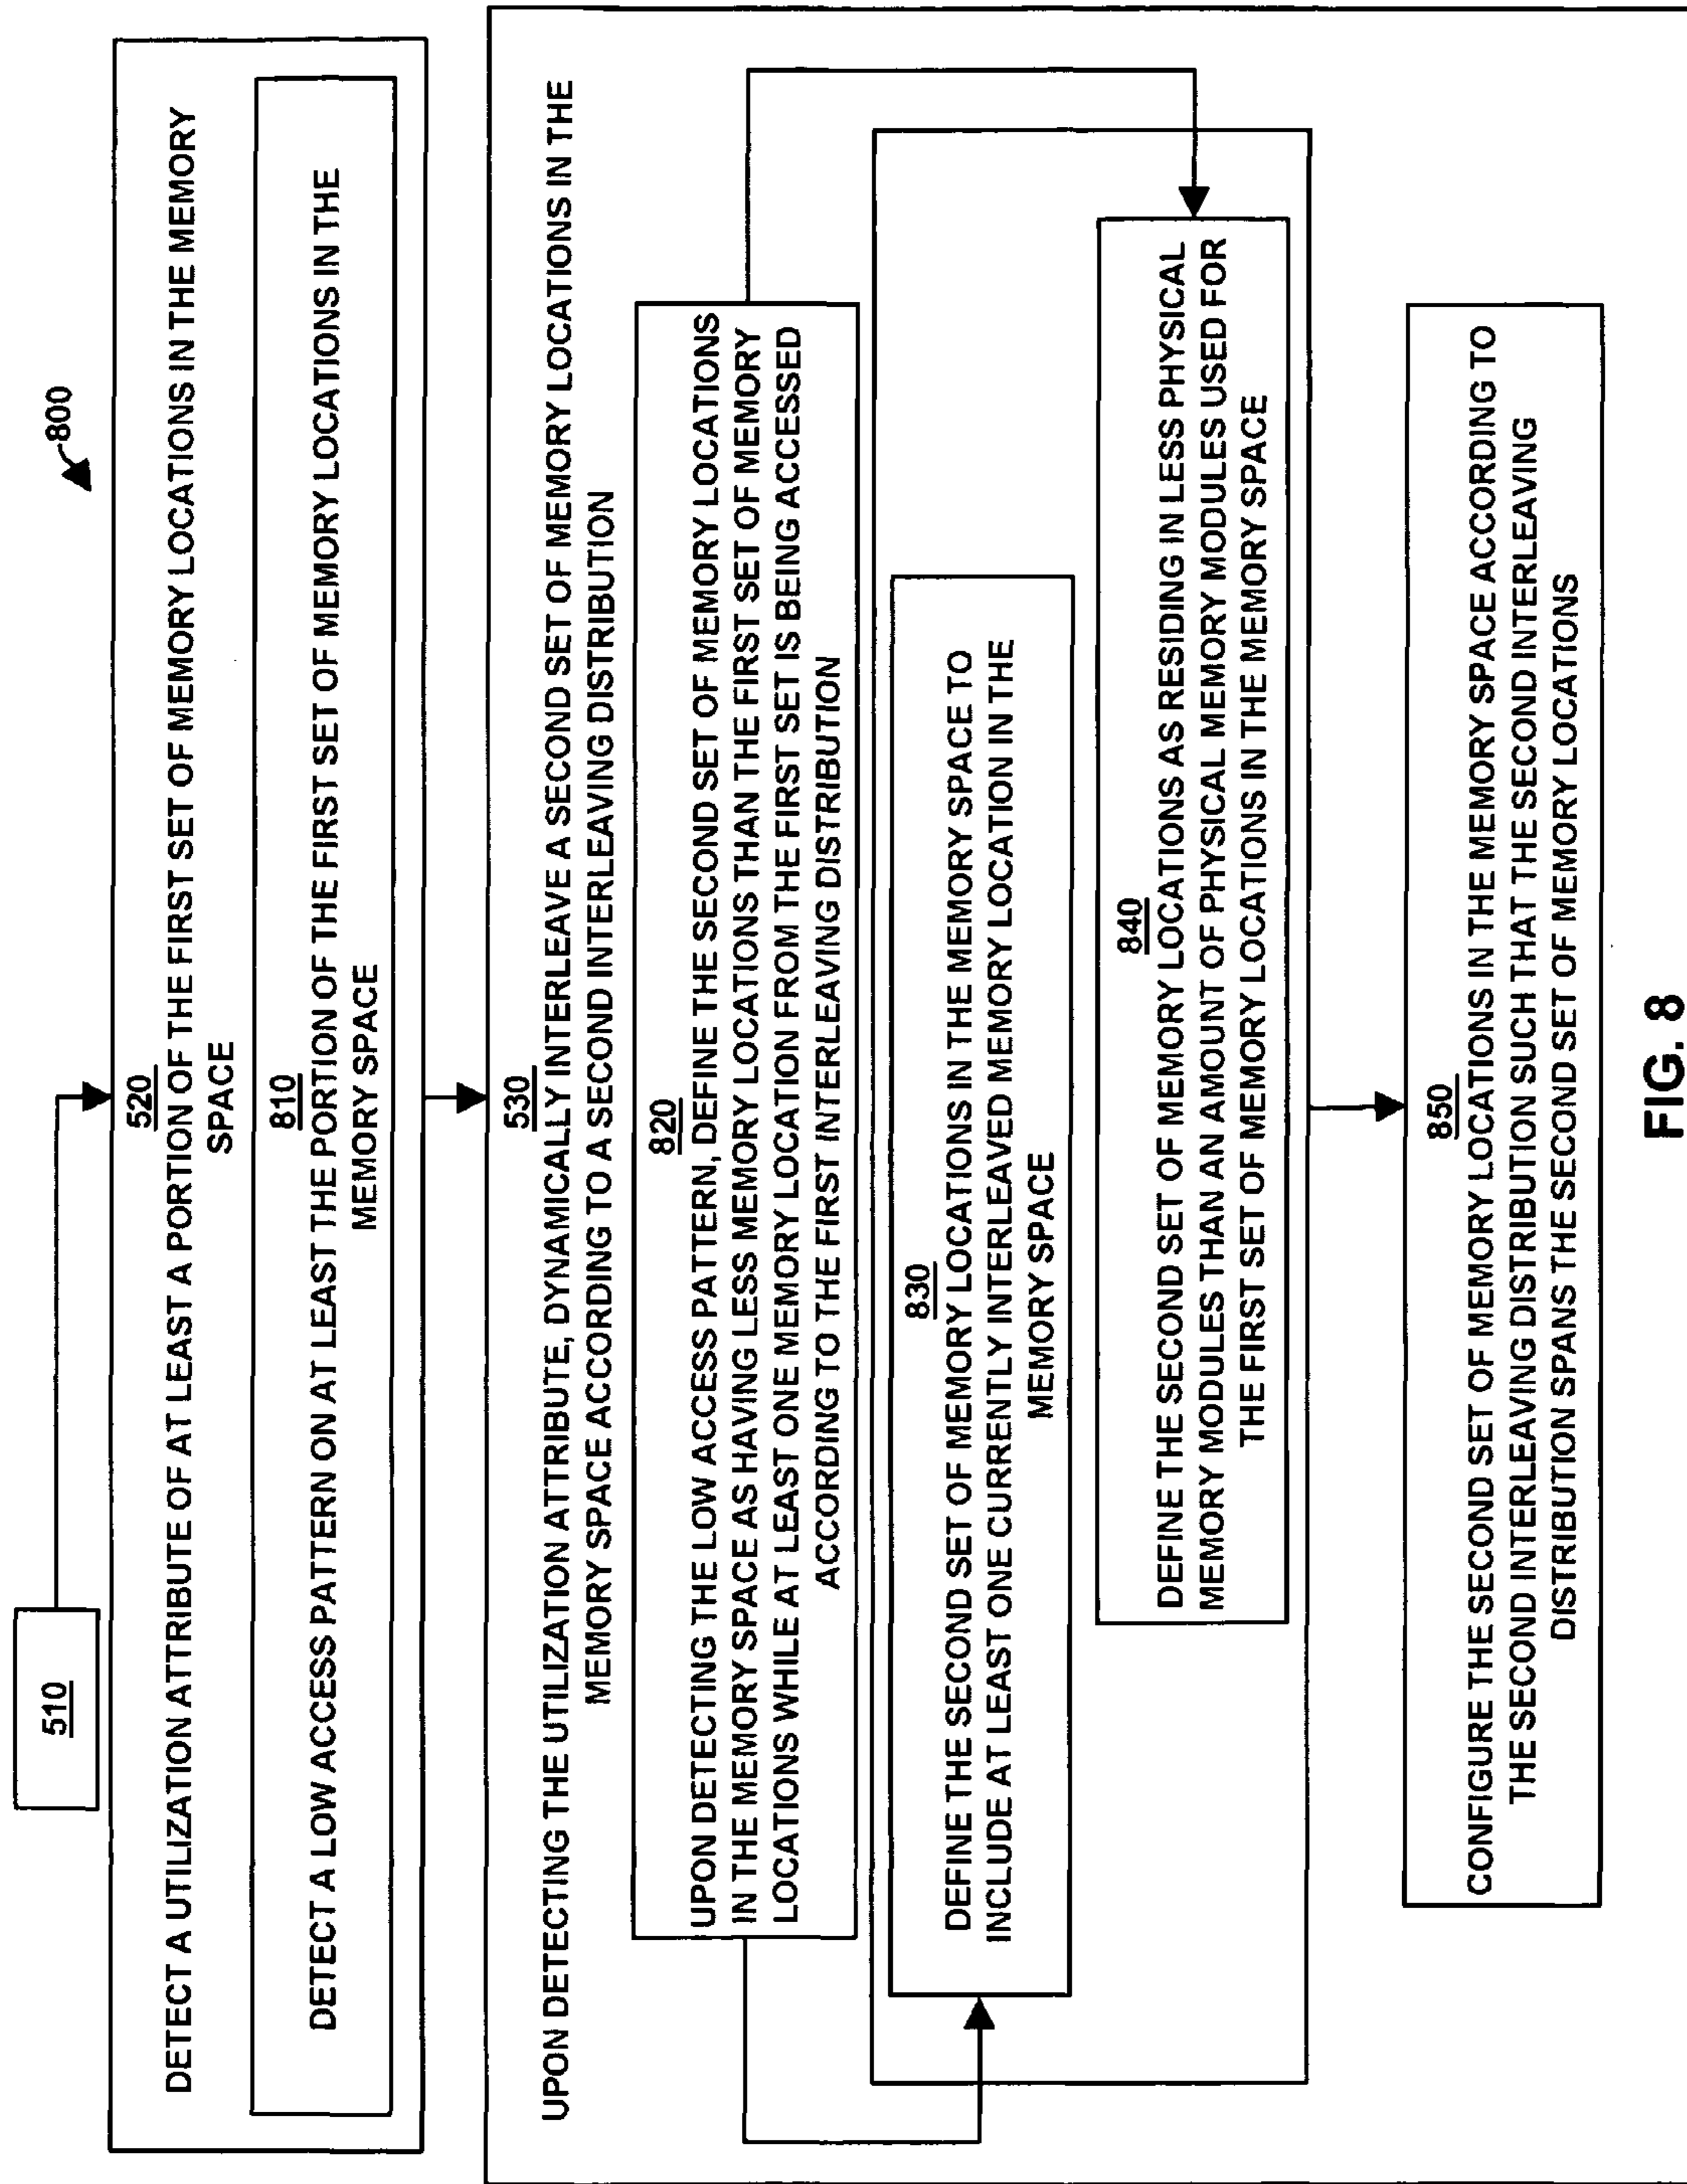 800
510
520
DETECT A UTILIZATION ATTRIBUTE OF AT LEAST A PORTION OF THE FIRST SET OF MEMORY LOCATIONS IN THE MEMORY
SPACE
810
DETECT A LOW ACCESS PATTERN ON AT LEAST THE PORTION OF THE FIRST SET OF MEMORY LOCATIONS IN THE
MEMORY SPACE
530
UPON DETECTING THE UTILIZATION ATTRIBUTE, DYNAMICALLY INTERLEAVE A SECOND SET OF MEMORY LOCATIONS IN THE
MEMORY SPACE ACCORDING TO A SECOND INTERLEAVING DISTRIBUTION
820
UPON DETECTING THE LOW ACCESS PATTERN, DEFINE THE SECOND SET OF MEMORY LOCATIONS
IN THE MEMORY SPACE AS HAVING LESS MEMORY LOCATIONS THAN THE FIRST SET OF MEMORY
LOCATIONS WHILE AT LEAST ONE MEMORY LOCATION FROM THE FIRST SET IS BEING ACCESSED
ACCORDING TO THE FIRST INTERLEAVING DISTRIBUTION
830
DEFINE THE SECOND SET OF MEMORY LOCATIONS IN THE MEMORY SPACE TO
INCLUDE AT LEAST ONE CURRENTLY INTERLEAVED MEMORY LOCATION IN THE
MEMORY SPACE
840
DEFINE THE SECOND SET OF MEMORY LOCATIONS AS RESIDING IN LESS PHYSICAL
MEMORY MODULES THAN AN AMOUNT OF PHYSICAL MEMORY MODULES USED FOR
THE FIRST SET OF MEMORY LOCATIONS IN THE MEMORY SPACE
850
CONFIGURE THE SECOND SET OF MEMORY LOCATIONS IN THE MEMORY SPACE ACCORDING TO
THE SECOND INTERLEAVING DISTRIBUTION SUCH THAT THE SECOND INTERLEAVING
DISTRIBUTION SPANS THE SECOND SET OF MEMORY LOCATIONS
FIG. 8